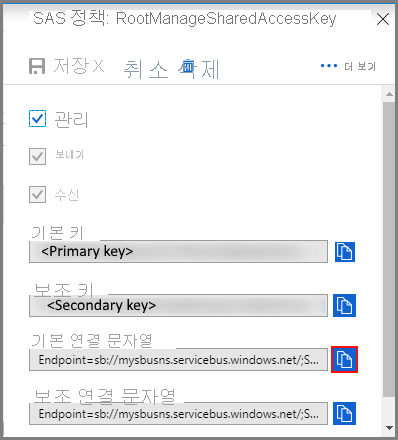 SAS 정책: RootManageSharedAccessKey
저장 X 취소 삭제 ••• 더 보기
관리
보내기
수신
기본 키
<Primary key>
보조 키
<Secondary key>
기본 연결 문자열
Endpoint=sb://mysbusns.servicebus.windows.net/;S...
보조 연결 문자열
Endpoint=sb://mysbusns.servicebus.windows.net/;S...